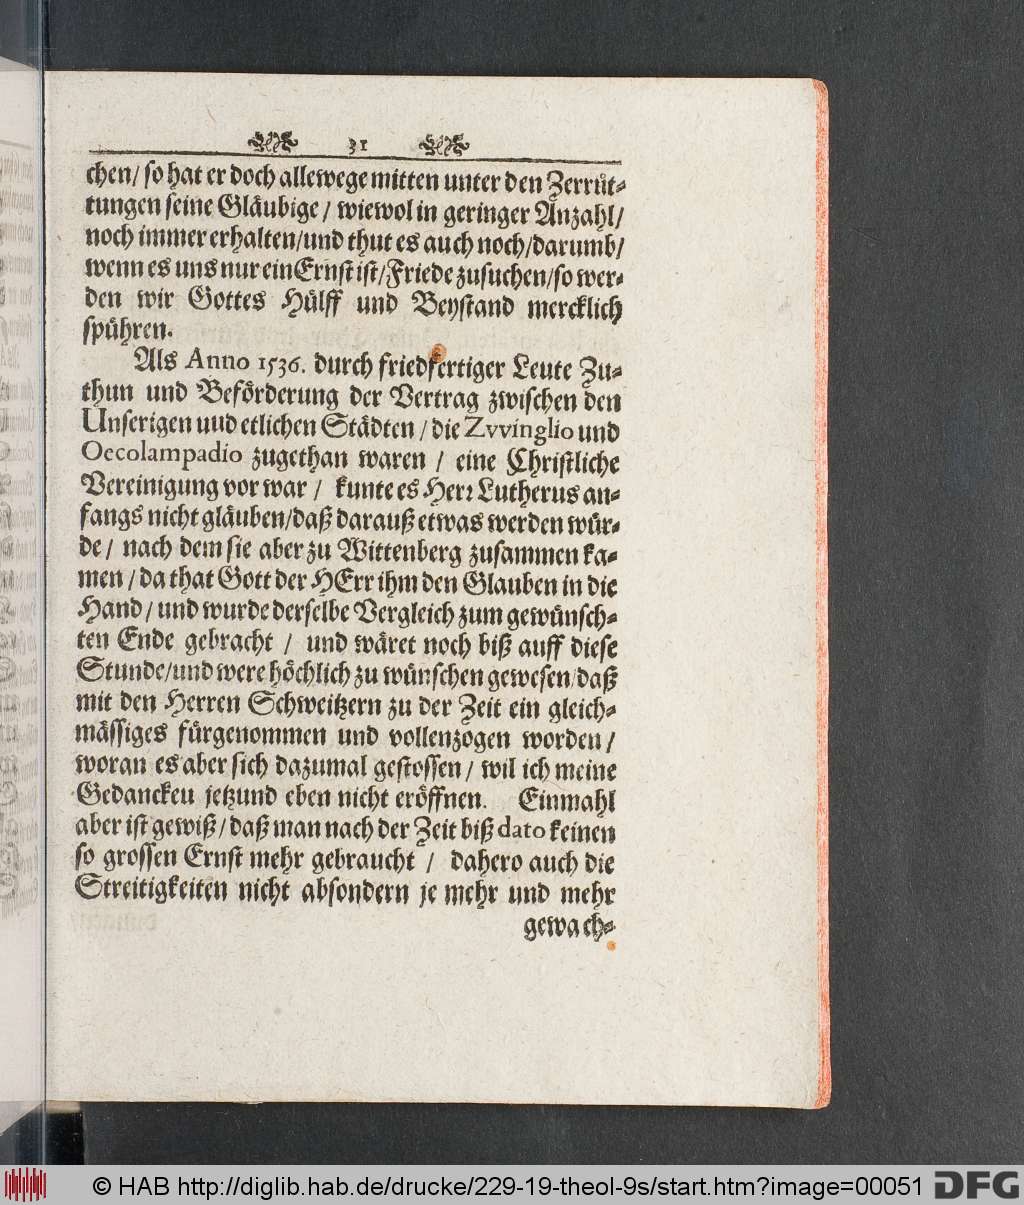 31
chen/ so hat er doch allewege mitten unter den Zerrüt-
tungen seine Gläubige / wiewol in geringer Anzahl/
noch immer erhalten/und thut es auch noch/darumb/
wenn es uns nur ein Ernst ist/Friede zusuchen/so wer-
den wir Gottes Hülff und Beystand mercklich
spühren.
Als Anno 1536. durch friedfertiger Leute Zu-
thun und Beförderung der Vertrag zwischen den
Unserigen uud etlichen Städten / die Zvvinglio und
Oecolampadio zugethan waren / eine Christliche
Vereinigung vor war / kunte es Herr Lutherus an-
fangs nicht gläuben/daß darauß etwas werden wür-
de / nach dem sie aber zu Wittenberg zusammen ka-
men / da that Gott der HErr ihm den Glauben in die
Hand / und wurde derselbe Vergleich zum gewünsch-
ten Ende gebracht / und wäret noch biß auff diese
Stunde/und were höchlich zu wünschen gewesen/daß
mit den Herren Schweitzern zu der Zeit ein gleich-
mässiges fürgenommen und vollenzogen worden /
woran es aber sich dazumal gestossen / wil ich meine
Gedanckeu jetzund eben nicht eröffnen. Einmahl
aber ist gewiß / daß man nach der Zeit biß dato keinen
so grossen Ernst mehr gebraucht / dahero auch die
Streitigkeiten nicht absondern je mehr und mehr
gewach-
© HAB http://diglib.hab.de/drucke/229-19-theol-9s/start.htm?image=00051
DFG